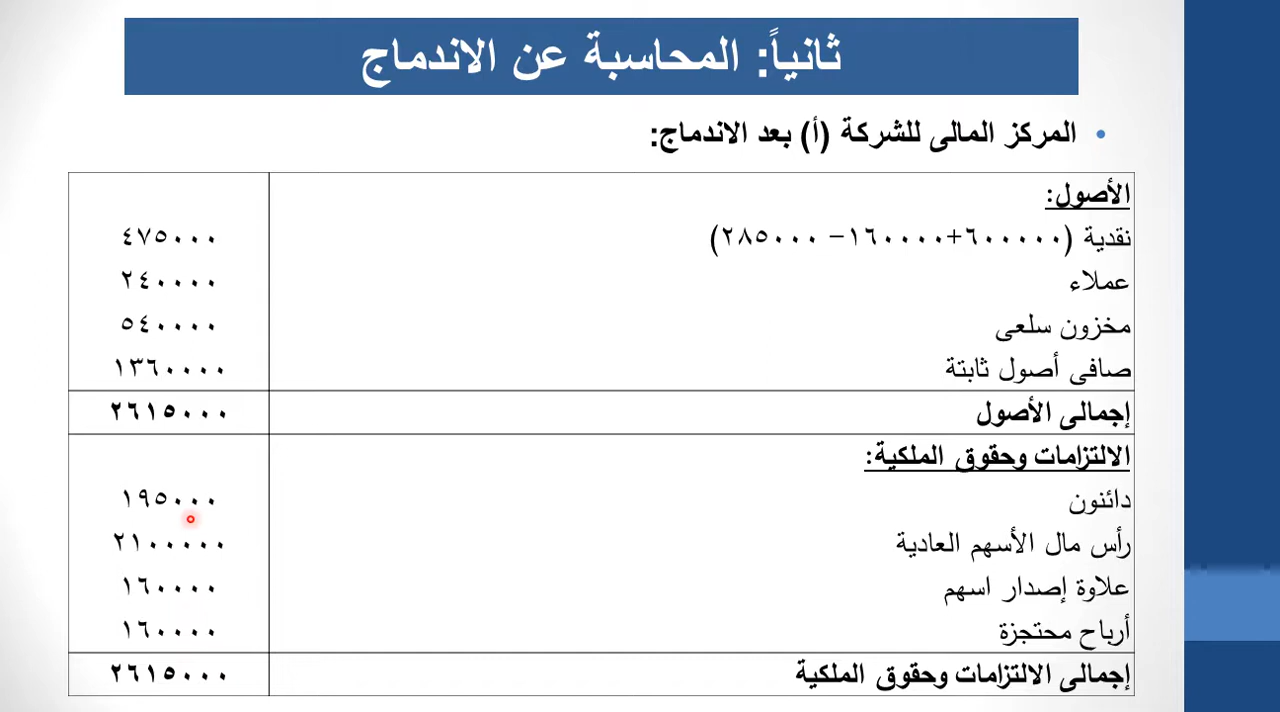 ثانياً: المحاسبة عن الاندماج
• المركز المالى للشركة (أ) بعد الاندماج:
الأصول:
نقدية (٦٠٠٠٠٠+١٦٠٠٠٠− ٢٨٥٠٠٠) ٤٧٥٠٠٠
عملاء ٢٤٠٠٠٠
مخزون سلعى ٥٤٠٠٠٠
صافى أصول ثابتة ١٣٦٠٠٠٠
إجمالى الأصول ٢٦١٥٠٠٠
الالتزامات وحقوق الملكية:
دائنون ١٩٥٠٠٠
رأس مال الأسهم العادية ٢١٠٠٠٠٠
علاوة إصدار اسهم ١٦٠٠٠٠
أرباح محتجزة ١٦٠٠٠٠
إجمالى الالتزامات وحقوق الملكية ٢٦١٥٠٠٠